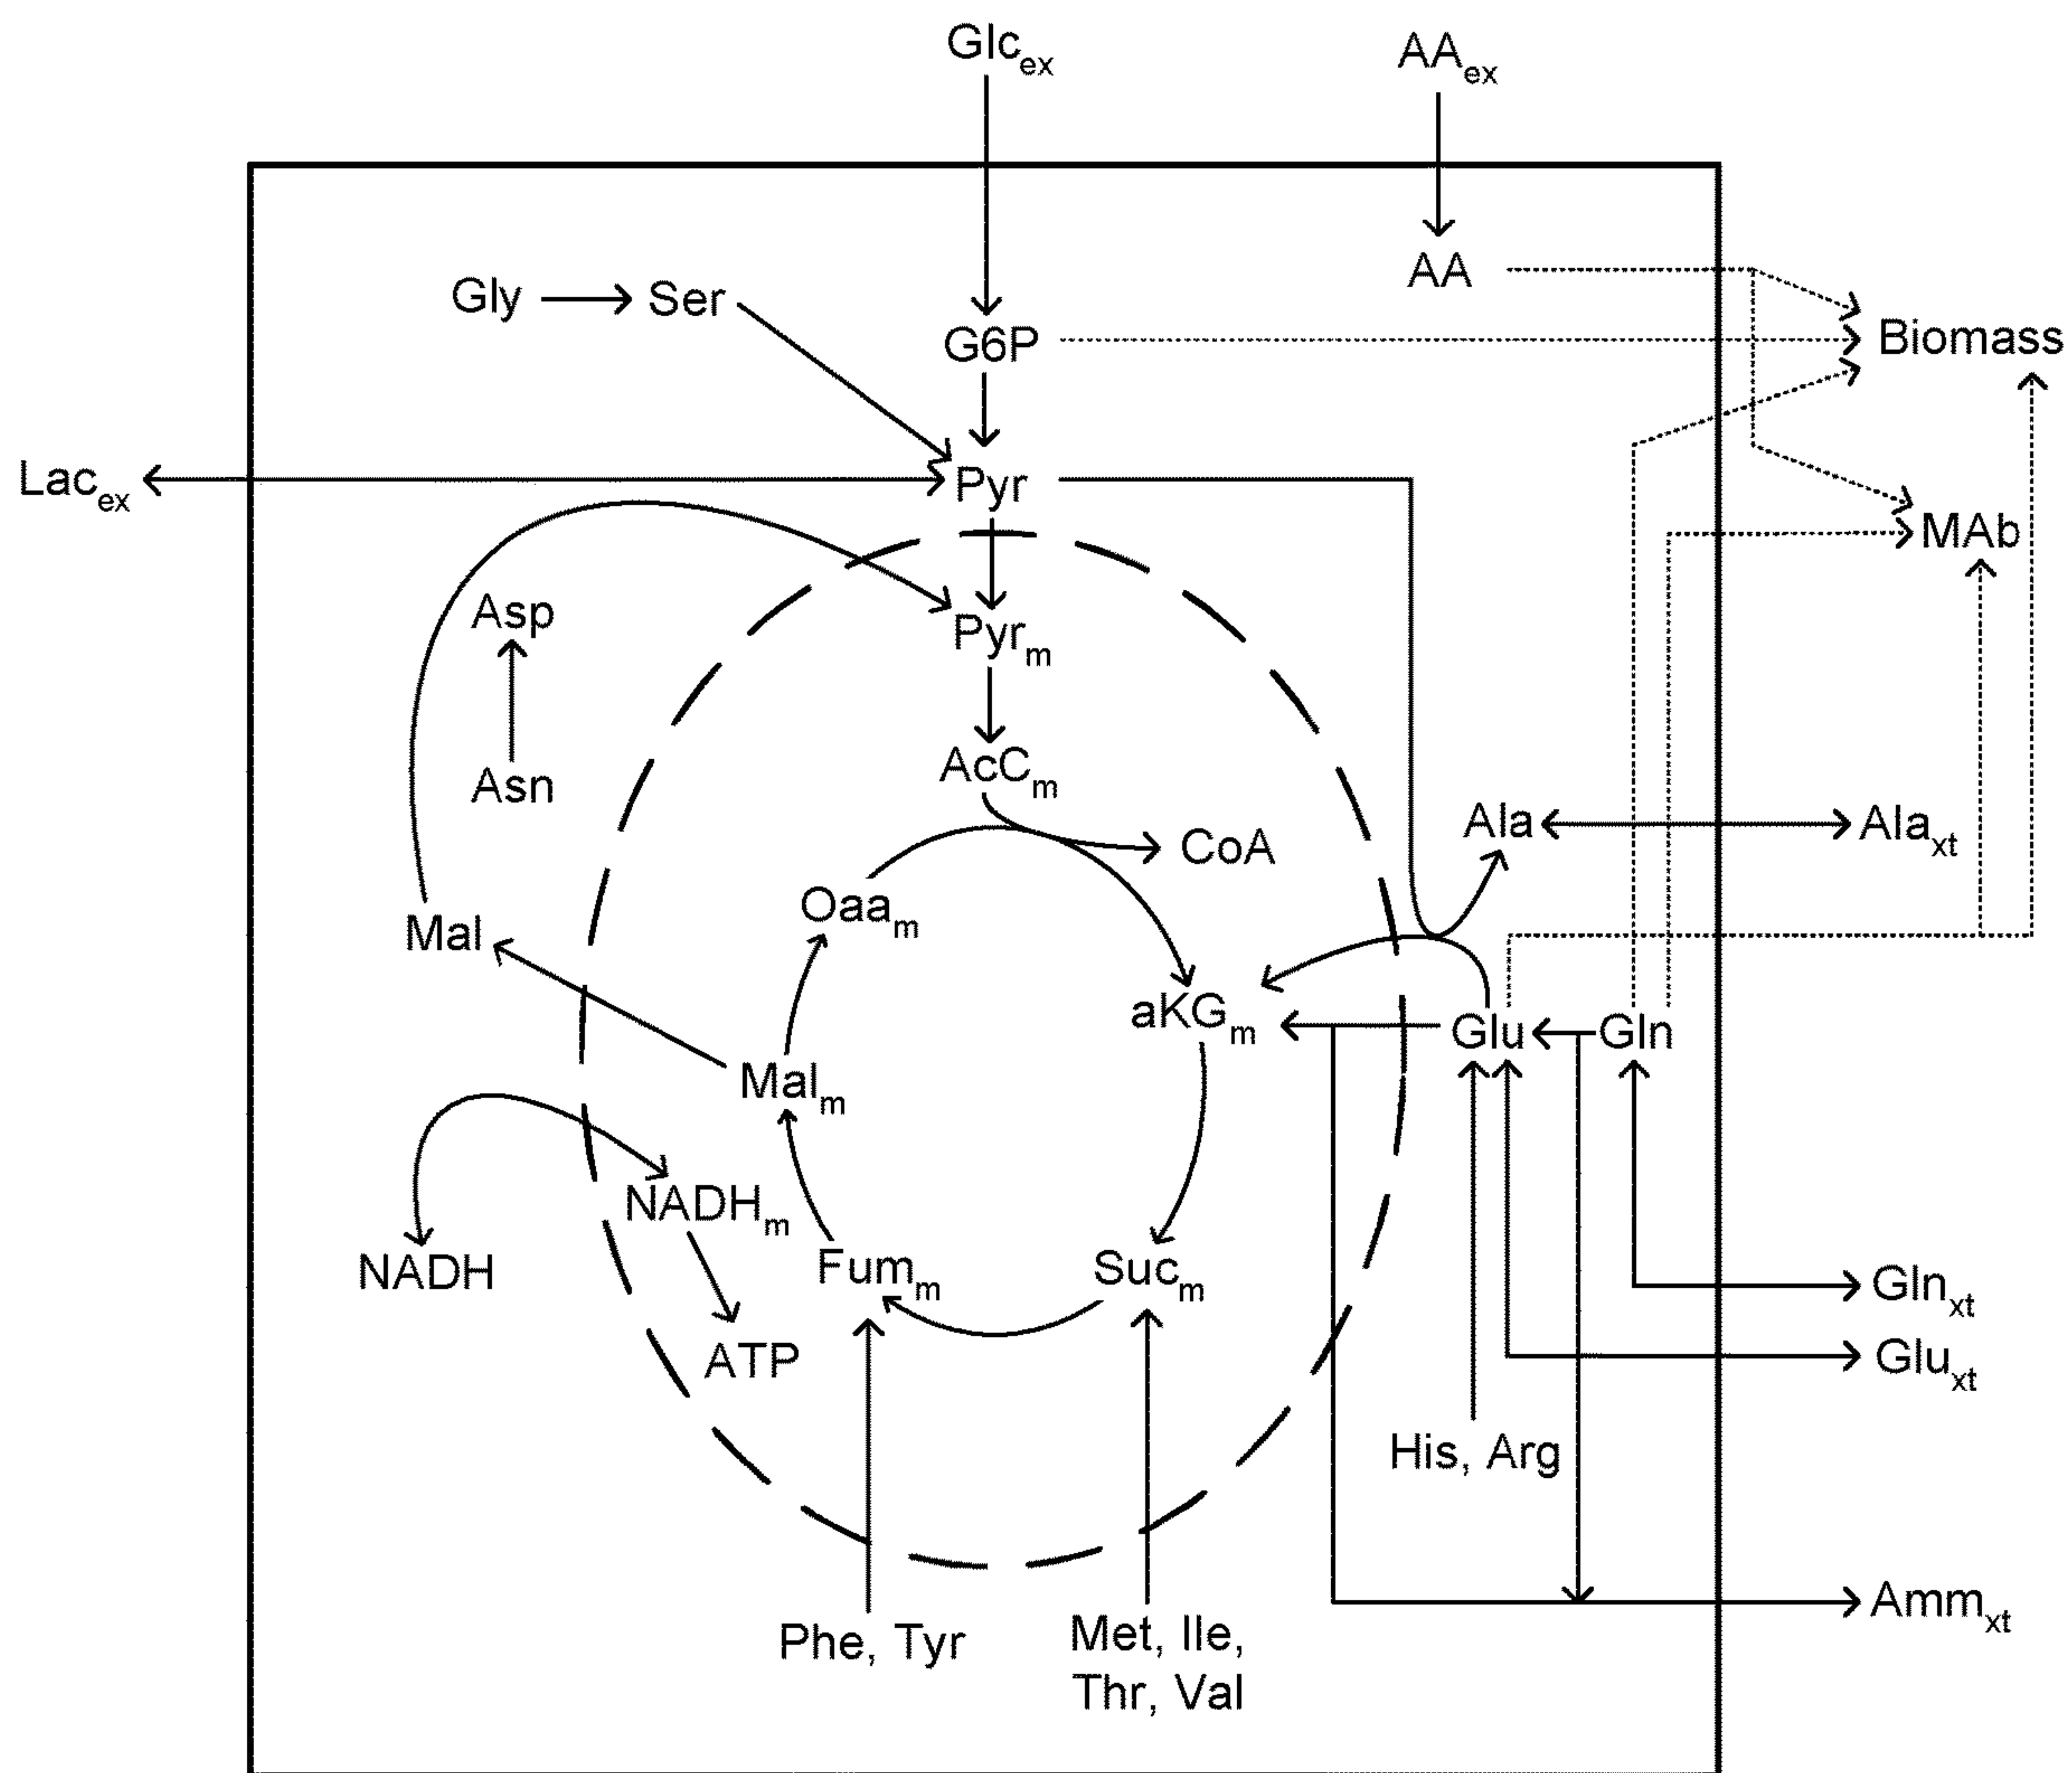 Glcex
AAex
AA
Gly
Ser
G6P
Biomass
Lacex
Pyr
MAb
Asp
Pyrm
Asn
AcCm
Ala
Alaxt
CoA
Oaam
Mal
aKGm
Glu
Gln
Malm
NADHm
NADH
Fumm
Sucm
Glnxt
ATP
Gluxt
His, Arg
Phe, Tyr
Met, Ile,
Thr, Val
Ammxt